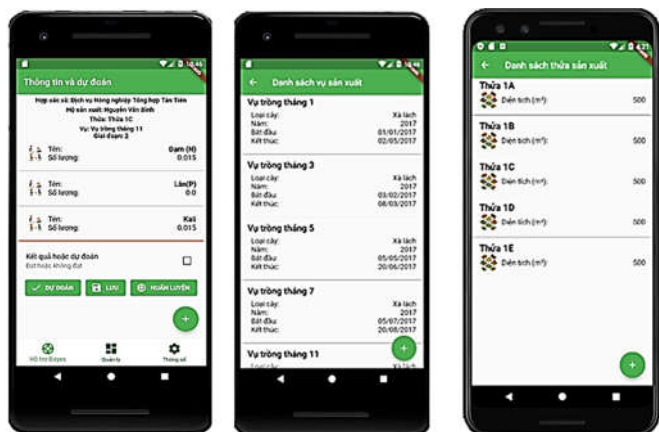 10:46
Thông tin và dự đoán
Hợp tác xã: Dịch vụ Nông nghiệp Tổng hợp Tân Tiến
Hộ sản xuất: Nguyễn Văn Bình
Thửa: Thửa 1C
Vụ: Vụ trồng tháng 11
Giai đoạn: 2
Tên: Đạm (N)
Số lượng: 0.015
Tên: Lân(P)
Số lượng: 0.0
Tên: Kali
Số lượng: 0.015
Kết quả hoặc dự đoán
Đạt hoặc không đạt
DỰ ĐOÁN LƯU HUẤN LUYỆN
Hỗ trợ Bayes Quản lý Thông số
Danh sách vụ sản xuất
Vụ trồng tháng 1
Loại cây: Xà lách
Năm: 2017
Bắt đầu: 01/01/2017
Kết thúc: 02/05/2017
Vụ trồng tháng 3
Loại cây: Xà lách
Năm: 2017
Bắt đầu: 03/02/2017
Kết thúc: 08/03/2017
Vụ trồng tháng 5
Loại cây: Xà lách
Năm: 2017
Bắt đầu: 05/05/2017
Kết thúc: 20/06/2017
Vụ trồng tháng 7
Loại cây: Xà lách
Năm: 2017
Bắt đầu: 05/07/2017
Kết thúc: 20/08/2017
Vụ trồng tháng 11
Loại cây: Xà lách
4:21
Danh sách thửa sản xuất
Thửa 1A
Diện tích (m²): 500
Thửa 1B
Diện tích (m²): 500
Thửa 1C
Diện tích (m²): 500
Thửa 1D
Diện tích (m²): 500
Thửa 1E
Diện tích (m²): 500